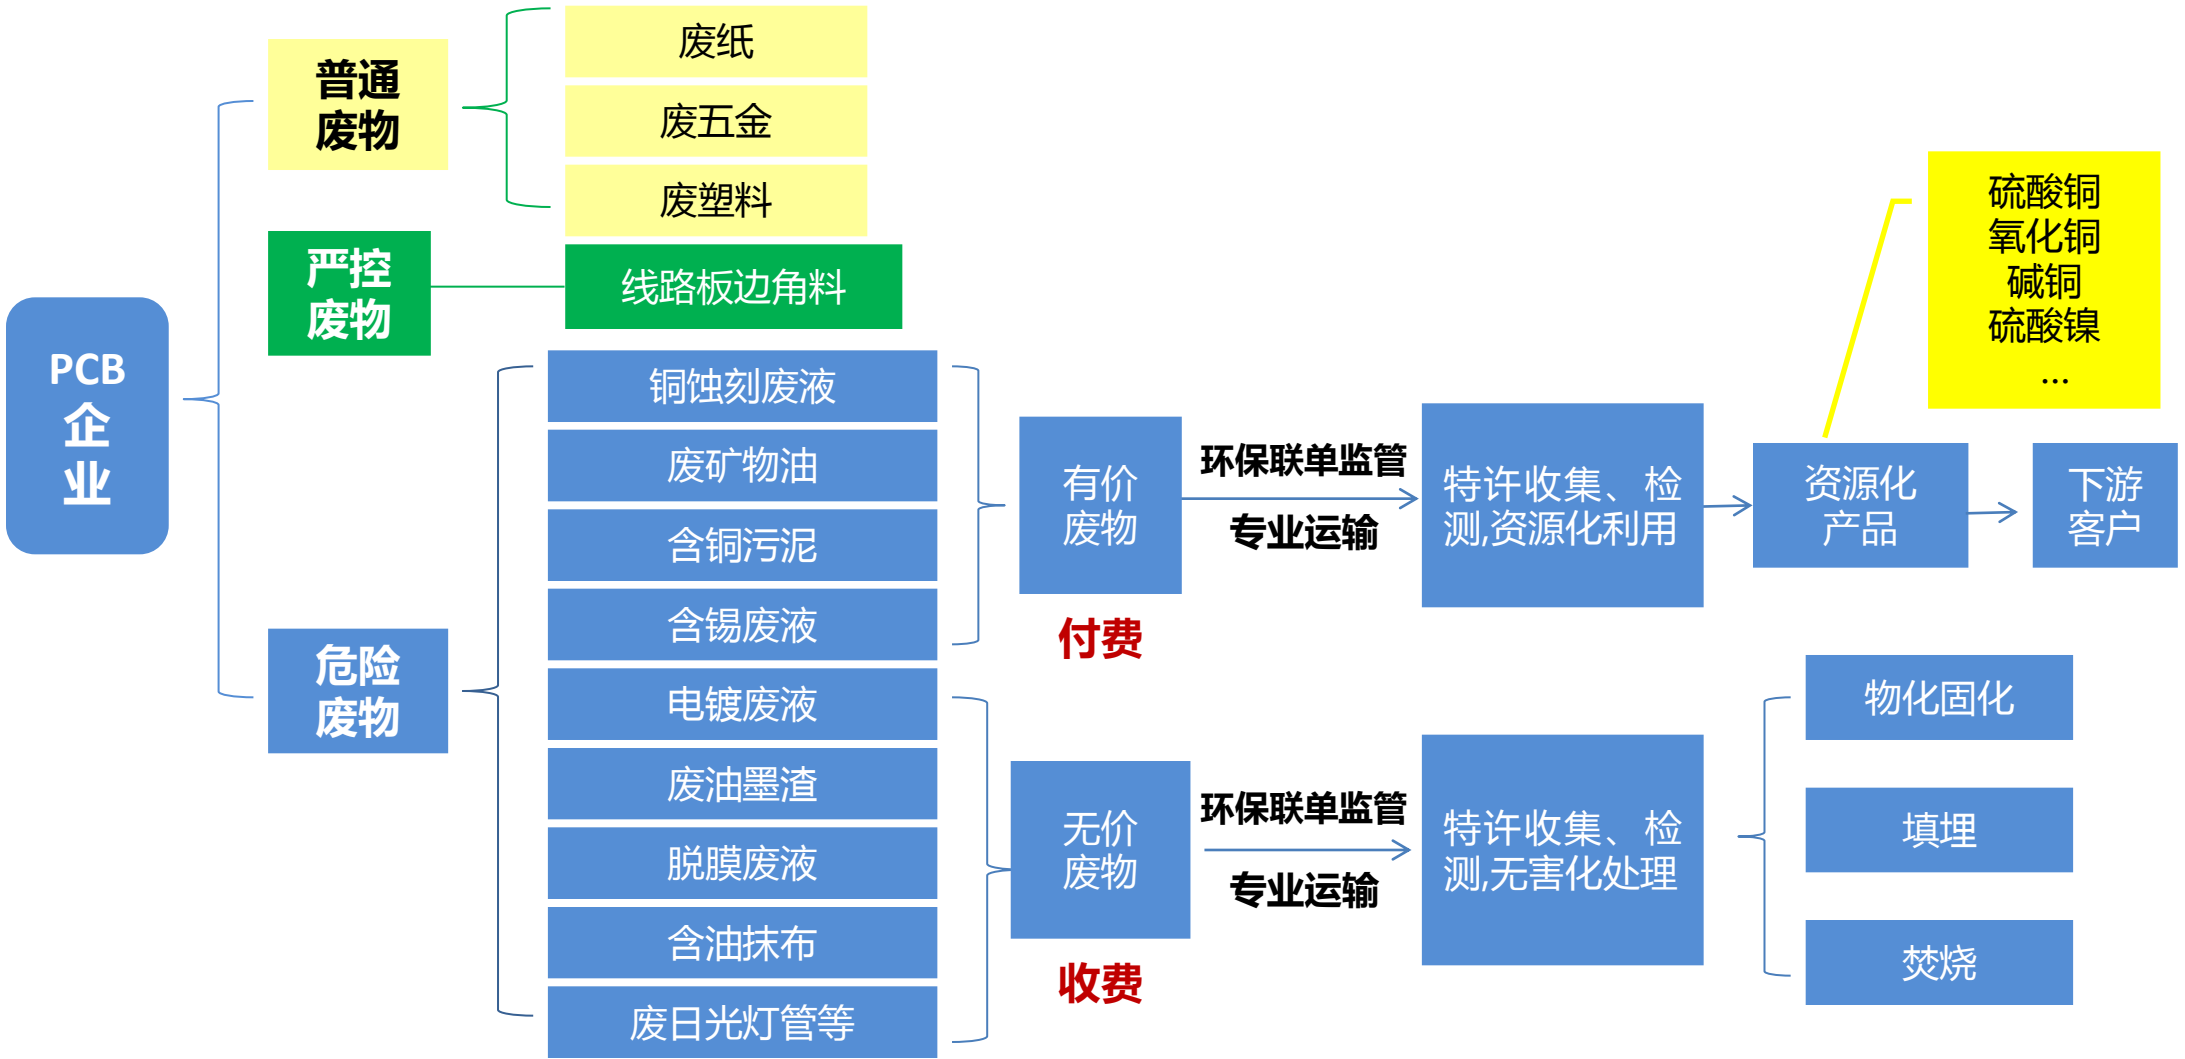 PCB
企
业
普通
废物
废纸
废五金
废塑料
严控
废物
线路板边角料
危险
废物
铜蚀刻废液
废矿物油
含铜污泥
含锡废液
电镀废液
废油墨渣
脱膜废液
含油抹布
废日光灯管等
有价
废物
付费
环保联单监管
专业运输
特许收集、检
测,资源化利用
资源化
产品
硫酸铜
氧化铜
碱铜
硫酸镍
...
下游
客户
无价
废物
收费
环保联单监管
专业运输
特许收集、检
测,无害化处理
物化固化
填埋
焚烧